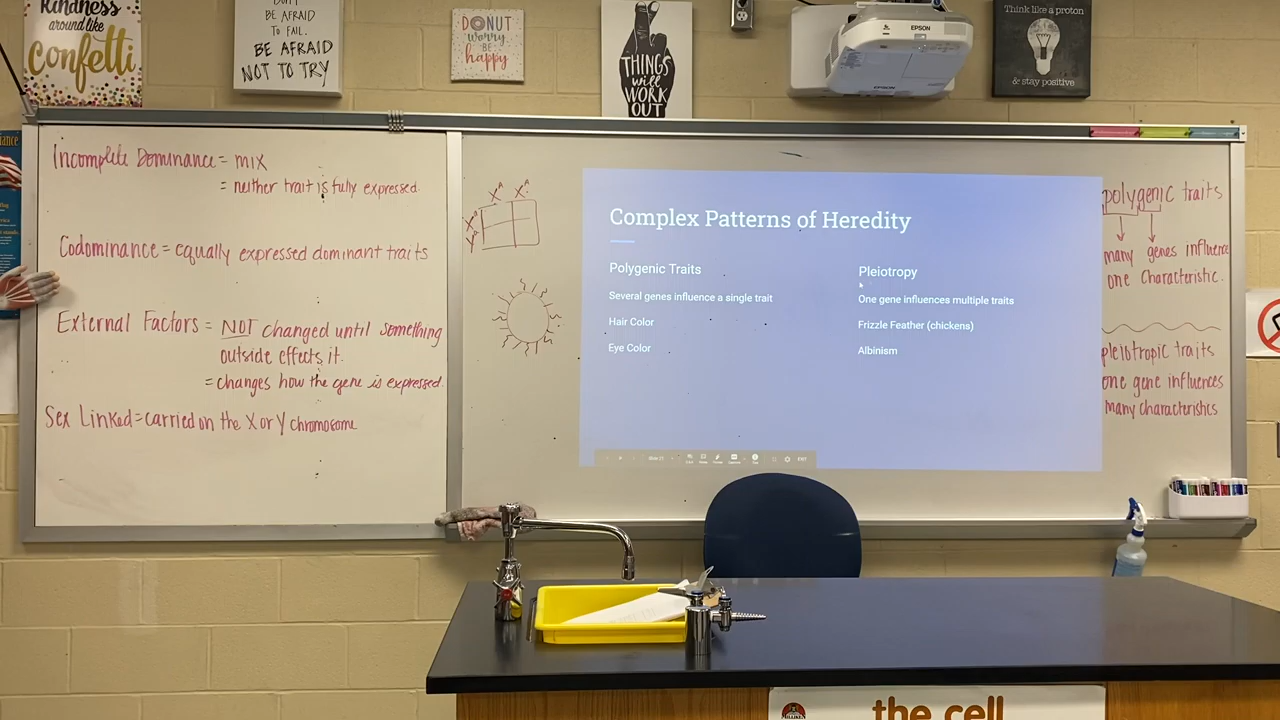 Kindness
around like
Confetti
DON'T
BE AFRAID
TO FAIL.
BE AFRAID
NOT TO TRY
DONUT
worry
BE
happy
THINGS
will
WORK
OUT
EPSON
EPSON
Think like a proton
& stay positive
Incomplete Dominance = mix
= neither trait is fully expressed.
Codominance = equally expressed dominant traits
External Factors = NOT changed until something
outside effects it.
= changes how the gene is expressed.
Sex Linked = carried on the X or Y chromosome
Complex Patterns of Heredity
Polygenic Traits
Several genes influence a single trait
Hair Color
Eye Color
Pleiotropy
One gene influences multiple traits
Frizzle Feather (chickens)
Albinism
polygenic traits
many genes influence
one characteristic.
pleiotropic traits
one gene influences
many characteristics
the cell